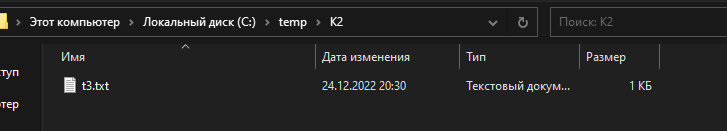 Этот компьютер > Локальный диск (C:) > temp > K2
Поиск: K2
Имя Дата изменения Тип Размер
ступ
t3.txt 24.12.2022 20:30 Текстовый докум... 1 КБ
тер